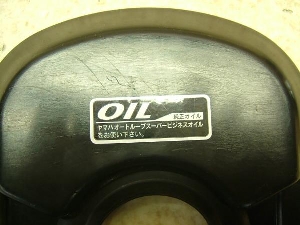 OIL 純正オイル
ヤマハオートルーブスーパービジネスオイル
をお使い下さい。